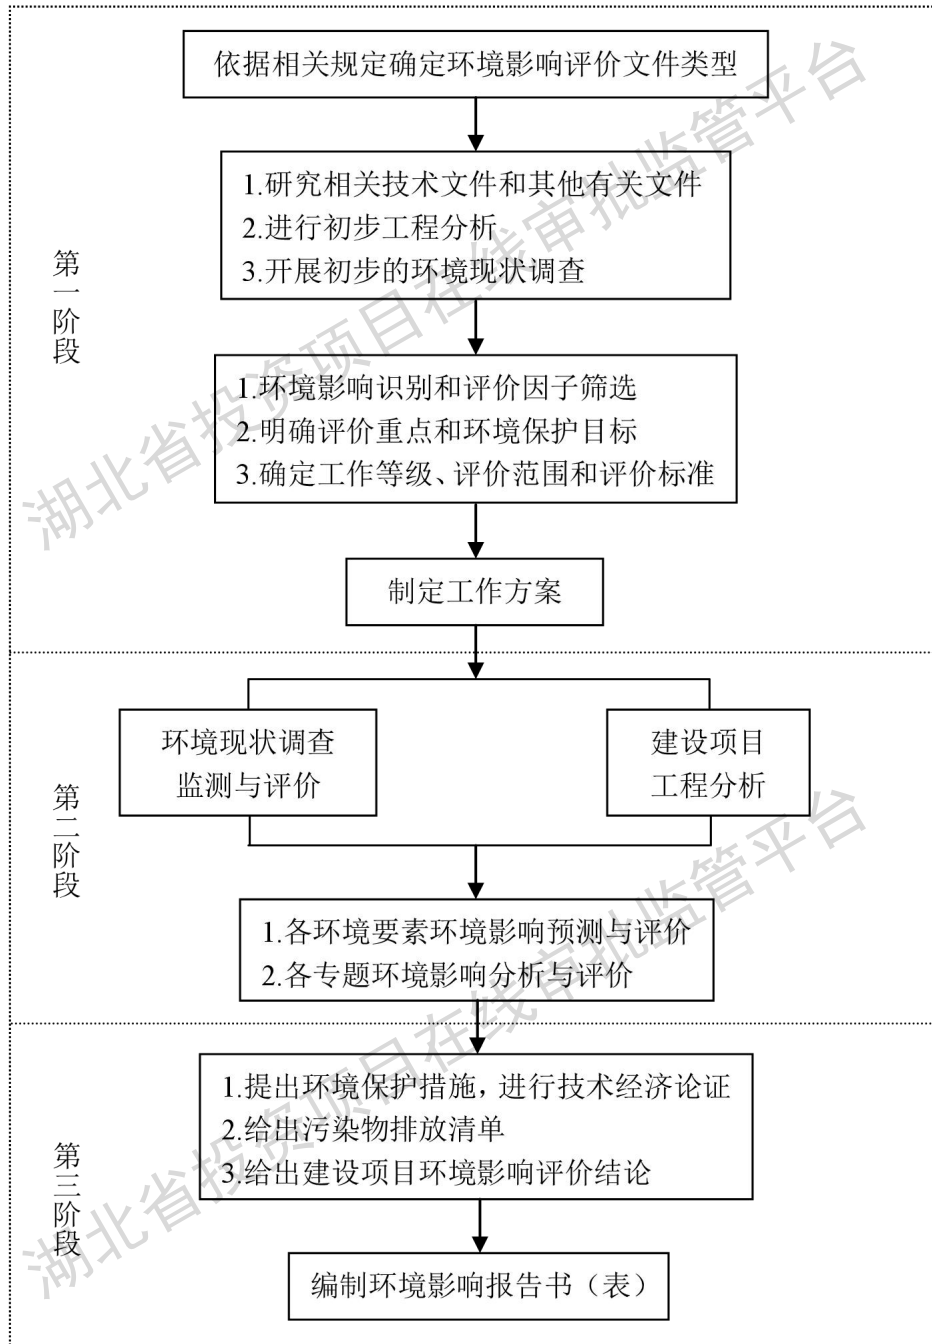 依据相关规定确定环境影响评价文件类型
1.研究相关技术文件和其他有关文件
2.进行初步工程分析
3.开展初步的环境现状调查
第一阶段
1.环境影响识别和评价因子筛选
2.明确评价重点和环境保护目标
3.确定工作等级、评价范围和评价标准
制定工作方案
环境现状调查
监测与评价
建设项目
工程分析
第二阶段
1.各环境要素环境影响预测与评价
2.各专题环境影响分析与评价
1.提出环境保护措施,进行技术经济论证
2.给出污染物排放清单
3.给出建设项目环境影响评价结论
第三阶段
编制环境影响报告书（表）
湖北省投资项目在线审批监管平台
湖北省投资项目在线审批监管平台